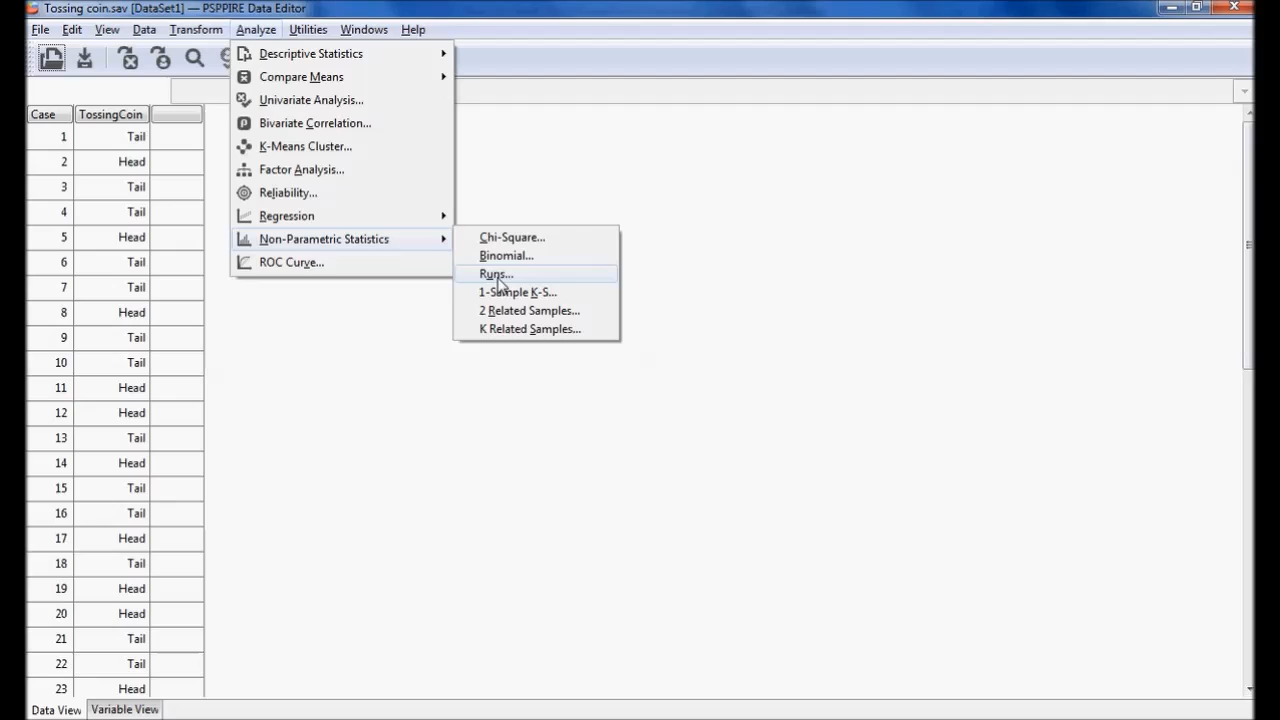 Tossing coin.sav [DataSet1] — PSPPIRE Data Editor
File Edit View Data Transform Analyze Utilities Windows Help
Descriptive Statistics
Compare Means
Univariate Analysis...
Bivariate Correlation...
K-Means Cluster...
Factor Analysis...
Reliability...
Regression
Non-Parametric Statistics
ROC Curve...
Chi-Square...
Binomial...
Runs...
1-Sample K-S...
2 Related Samples...
K Related Samples...
Case TossingCoin
1 Tail
2 Head
3 Tail
4 Tail
5 Head
6 Tail
7 Tail
8 Head
9 Tail
10 Tail
11 Head
12 Head
13 Tail
14 Head
15 Tail
16 Tail
17 Head
18 Tail
19 Head
20 Head
21 Tail
22 Tail
23 Head
Data View Variable View